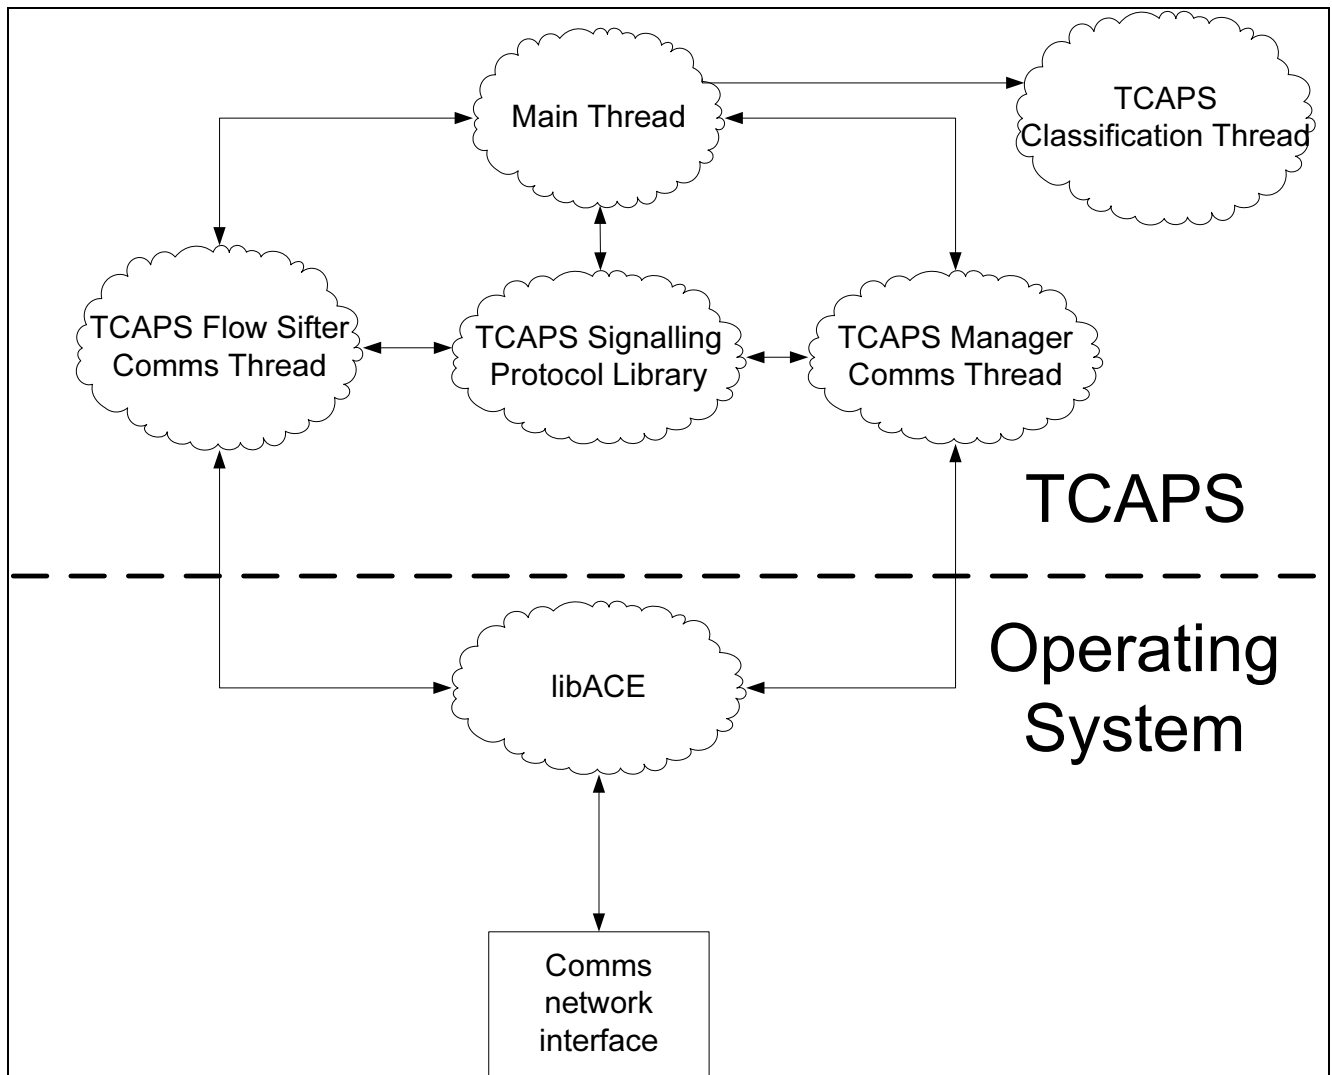 Main Thread
TCAPS
Classification Thread
TCAPS Flow Sifter
Comms Thread
TCAPS Signalling
Protocol Library
TCAPS Manager
Comms Thread
TCAPS
Operating
System
libACE
Comms
network
interface